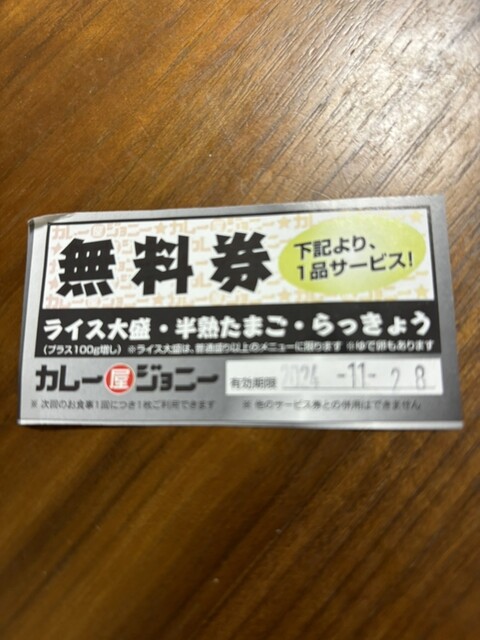 無料券
下記より、
1品サービス!
ライス大盛・半熟たまご・らっきょう
(プラス100g増し) ※ライス大盛は、普通盛り以上のメニューに限ります ※ゆで卵もあります
カレー屋ジョニー
有効期限 2024 -11- 28
※ 次回のお食事1回につき1枚ご利用できます ※ 他のサービス券との併用はできません